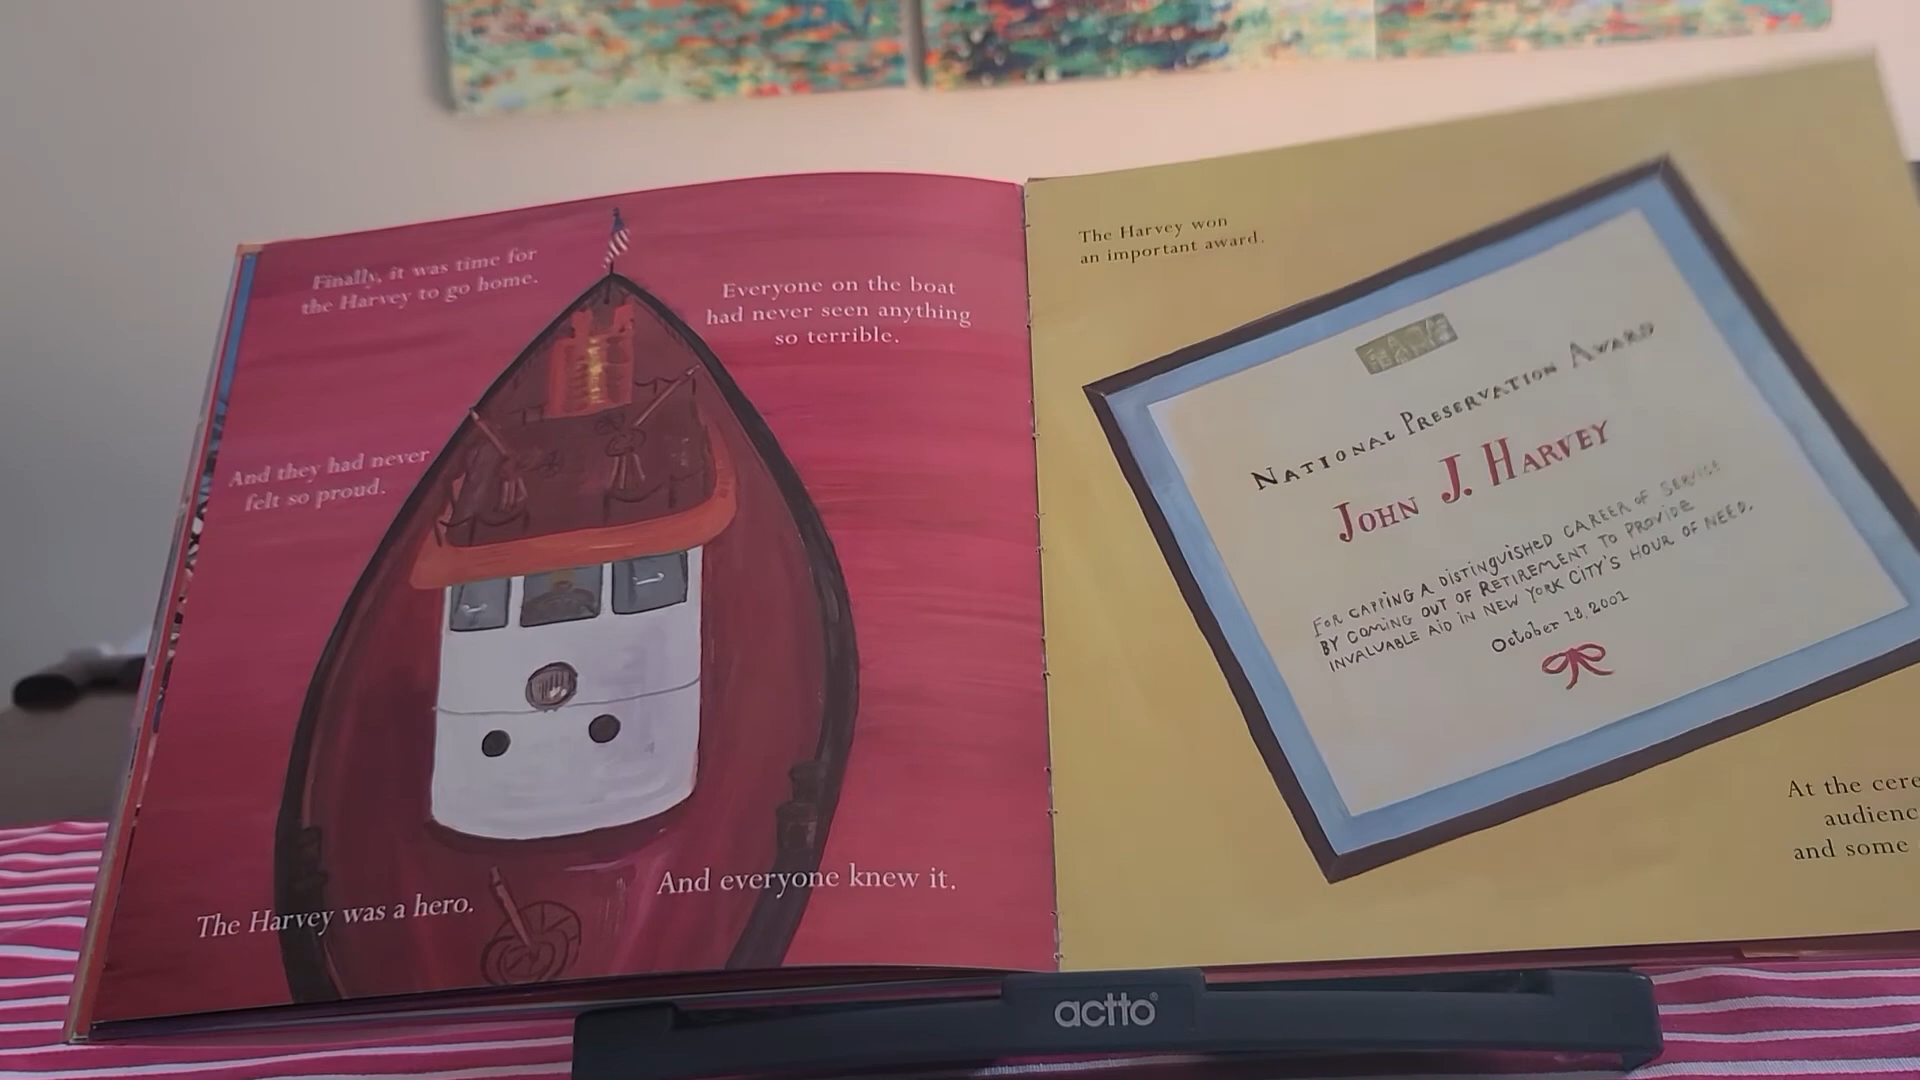 Finally, it was time for
the Harvey to go home.
Everyone on the boat
had never seen anything
so terrible.
And they had never
felt so proud.
The Harvey was a hero.
And everyone knew it.
The Harvey won
an important award.
NATIONAL PRESERVATION AWARD
JOHN J. HARVEY
FOR CAPPING A DISTINGUISHED CAREER OF SERVICE
BY COMING OUT OF RETIREMENT TO PROVIDE
INVALUABLE AID IN NEW YORK CITY'S HOUR OF NEED.
October 18, 2001
At the cere
audienc
and some
actto